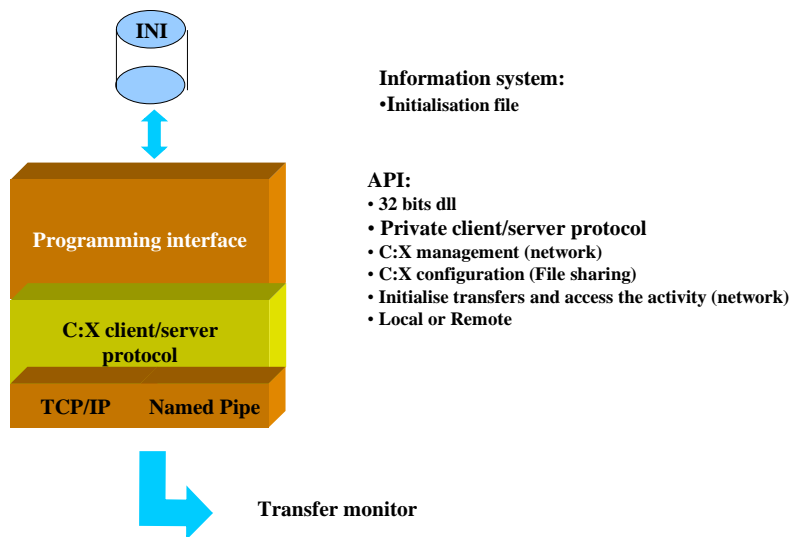 INI
Information system:
•Initialisation file
Programming interface
C:X client/server
protocol
TCP/IP
Named Pipe
API:
• 32 bits dll
• Private client/server protocol
• C:X management (network)
• C:X configuration (File sharing)
• Initialise transfers and access the activity (network)
• Local or Remote
Transfer monitor